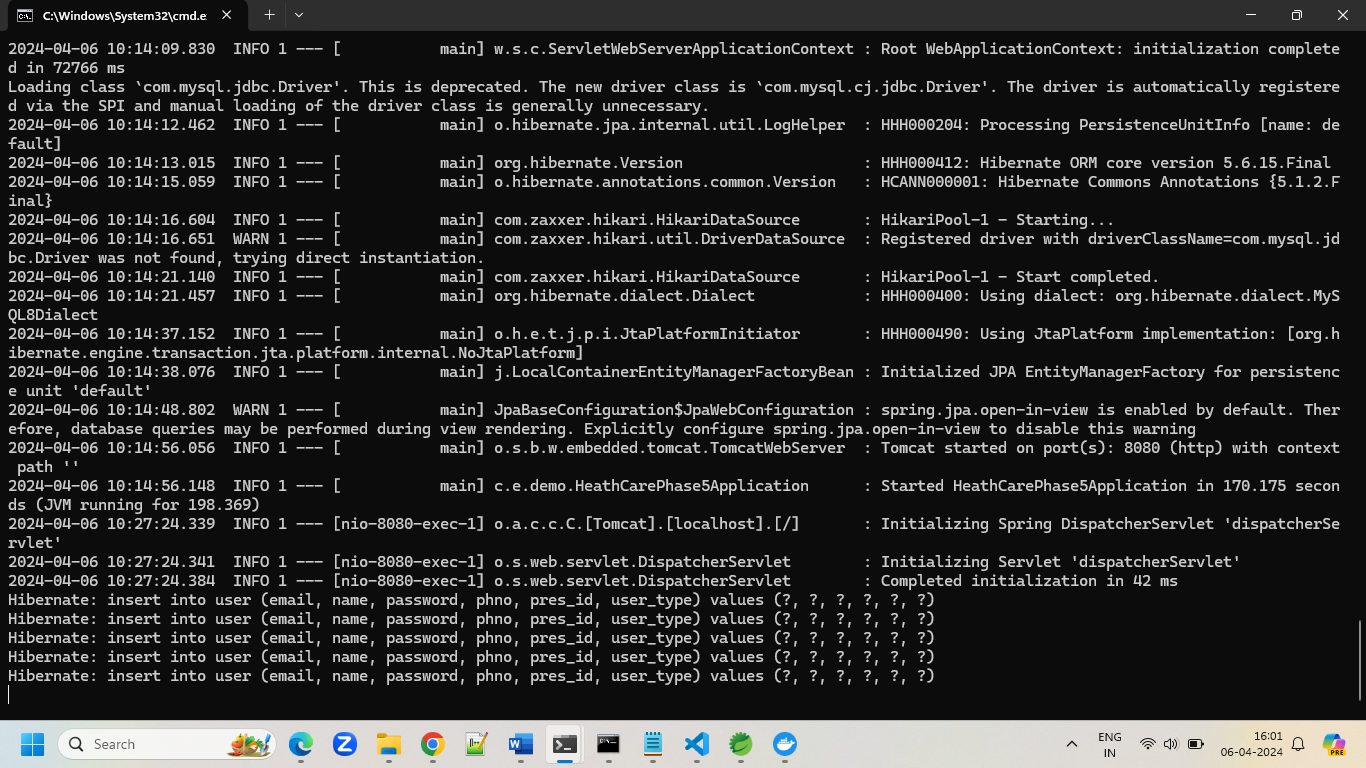 C:\Windows\System32\cmd.e
2024-04-06 10:14:09.830  INFO 1 --- [           main] w.s.c.ServletWebServerApplicationContext : Root WebApplicationContext: initialization complete
d in 72766 ms
Loading class `com.mysql.jdbc.Driver'. This is deprecated. The new driver class is `com.mysql.cj.jdbc.Driver'. The driver is automatically registere
d via the SPI and manual loading of the driver class is generally unnecessary.
2024-04-06 10:14:12.462  INFO 1 --- [           main] o.hibernate.jpa.internal.util.LogHelper  : HHH000204: Processing PersistenceUnitInfo [name: de
fault]
2024-04-06 10:14:13.015  INFO 1 --- [           main] org.hibernate.Version                    : HHH000412: Hibernate ORM core version 5.6.15.Final
2024-04-06 10:14:15.059  INFO 1 --- [           main] o.hibernate.annotations.common.Version   : HCANN000001: Hibernate Commons Annotations {5.1.2.F
inal}
2024-04-06 10:14:16.604  INFO 1 --- [           main] com.zaxxer.hikari.HikariDataSource       : HikariPool-1 - Starting...
2024-04-06 10:14:16.651  WARN 1 --- [           main] com.zaxxer.hikari.util.DriverDataSource  : Registered driver with driverClassName=com.mysql.jd
bc.Driver was not found, trying direct instantiation.
2024-04-06 10:14:21.140  INFO 1 --- [           main] com.zaxxer.hikari.HikariDataSource       : HikariPool-1 - Start completed.
2024-04-06 10:14:21.457  INFO 1 --- [           main] org.hibernate.dialect.Dialect            : HHH000400: Using dialect: org.hibernate.dialect.MyS
QL8Dialect
2024-04-06 10:14:37.152  INFO 1 --- [           main] o.h.e.t.j.p.i.JtaPlatformInitiator       : HHH000490: Using JtaPlatform implementation: [org.h
ibernate.engine.transaction.jta.platform.internal.NoJtaPlatform]
2024-04-06 10:14:38.076  INFO 1 --- [           main] j.LocalContainerEntityManagerFactoryBean : Initialized JPA EntityManagerFactory for persistenc
e unit 'default'
2024-04-06 10:14:48.802  WARN 1 --- [           main] JpaBaseConfiguration$JpaWebConfiguration : spring.jpa.open-in-view is enabled by default. Ther
efore, database queries may be performed during view rendering. Explicitly configure spring.jpa.open-in-view to disable this warning
2024-04-06 10:14:56.056  INFO 1 --- [           main] o.s.b.w.embedded.tomcat.TomcatWebServer  : Tomcat started on port(s): 8080 (http) with context
 path ''
2024-04-06 10:14:56.148  INFO 1 --- [           main] c.e.demo.HeathCarePhase5Application      : Started HeathCarePhase5Application in 170.175 secon
ds (JVM running for 198.369)
2024-04-06 10:27:24.339  INFO 1 --- [nio-8080-exec-1] o.a.c.c.C.[Tomcat].[localhost].[/]       : Initializing Spring DispatcherServlet 'dispatcherSe
rvlet'
2024-04-06 10:27:24.341  INFO 1 --- [nio-8080-exec-1] o.s.web.servlet.DispatcherServlet        : Initializing Servlet 'dispatcherServlet'
2024-04-06 10:27:24.384  INFO 1 --- [nio-8080-exec-1] o.s.web.servlet.DispatcherServlet        : Completed initialization in 42 ms
Hibernate: insert into user (email, name, password, phno, pres_id, user_type) values (?, ?, ?, ?, ?, ?)
Hibernate: insert into user (email, name, password, phno, pres_id, user_type) values (?, ?, ?, ?, ?, ?)
Hibernate: insert into user (email, name, password, phno, pres_id, user_type) values (?, ?, ?, ?, ?, ?)
Hibernate: insert into user (email, name, password, phno, pres_id, user_type) values (?, ?, ?, ?, ?, ?)
Hibernate: insert into user (email, name, password, phno, pres_id, user_type) values (?, ?, ?, ?, ?, ?)
Search
ENG
IN
16:01
06-04-2024
PRE